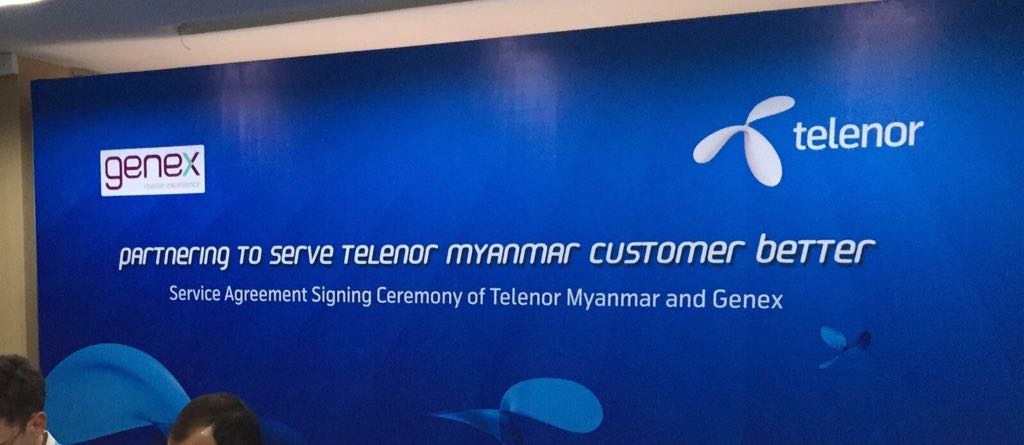 genex
telenor
partnering to serve telenor myanmar customer better
Service Agreement Signing Ceremony of Telenor Myanmar and Genex